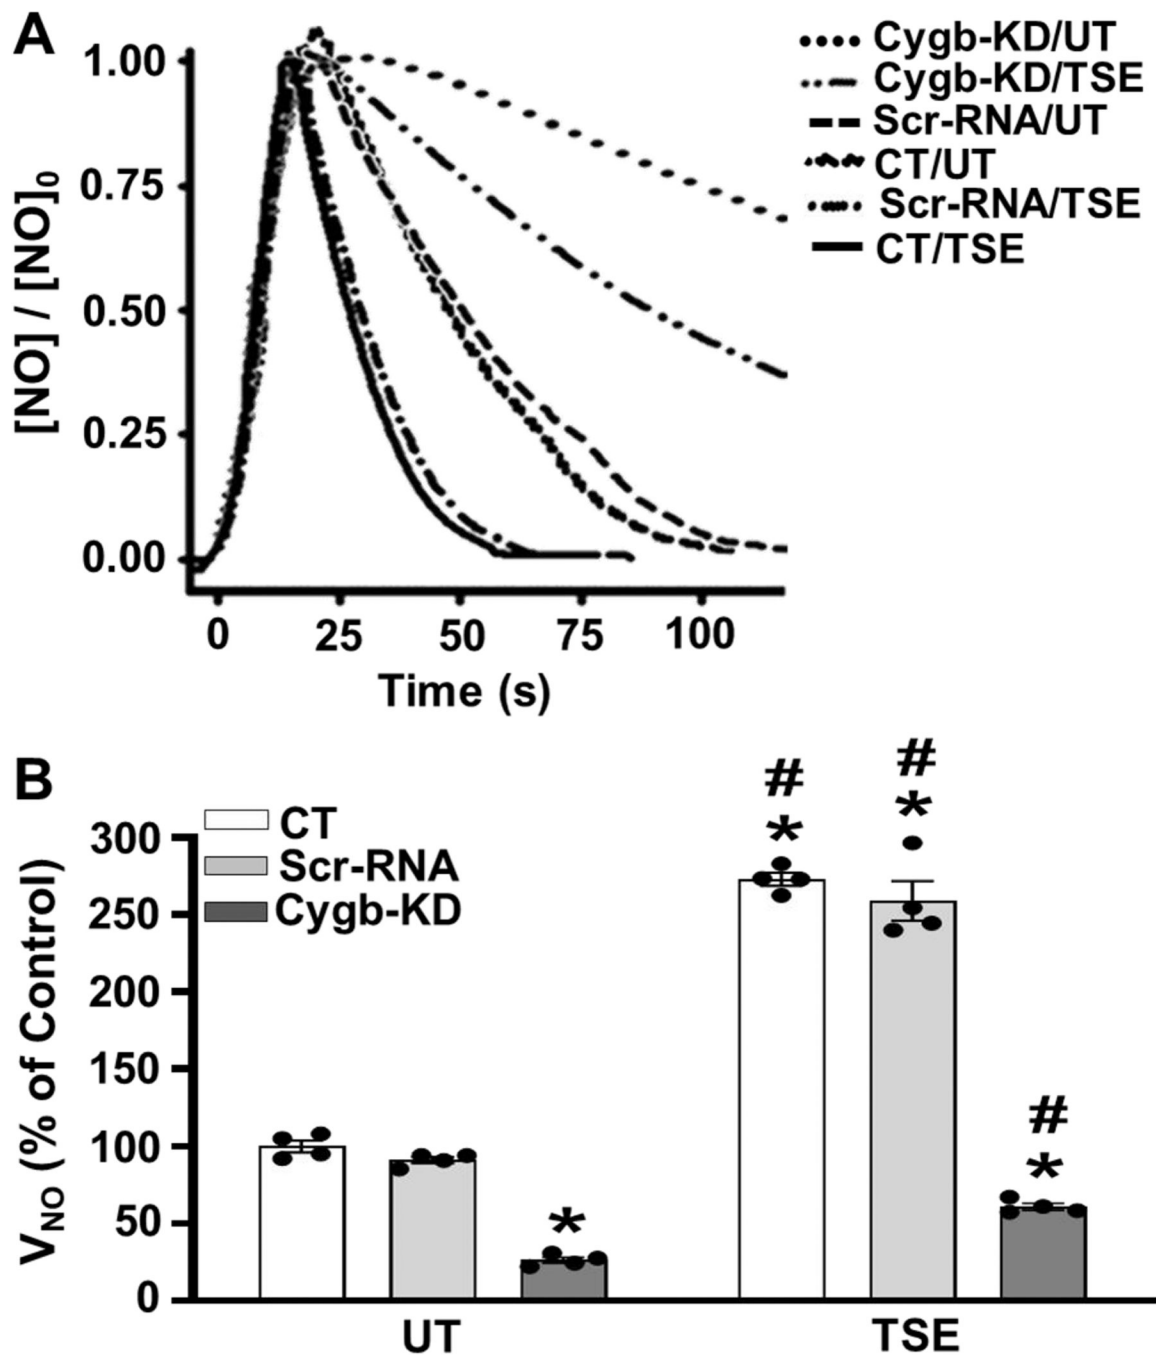 A
Cygb-KD/UT
Cygb-KD/TSE
Scr-RNA/UT
CT/UT
Scr-RNA/TSE
CT/TSE
[NO] / [NO]0
1.00
0.75
0.50
0.25
0.00
0 25 50 75 100
Time (s)
B
CT
Scr-RNA
Cygb-KD
VNO (% of Control)
300
250
200
150
100
50
0
#
*
#
*
*
#
*
UT TSE